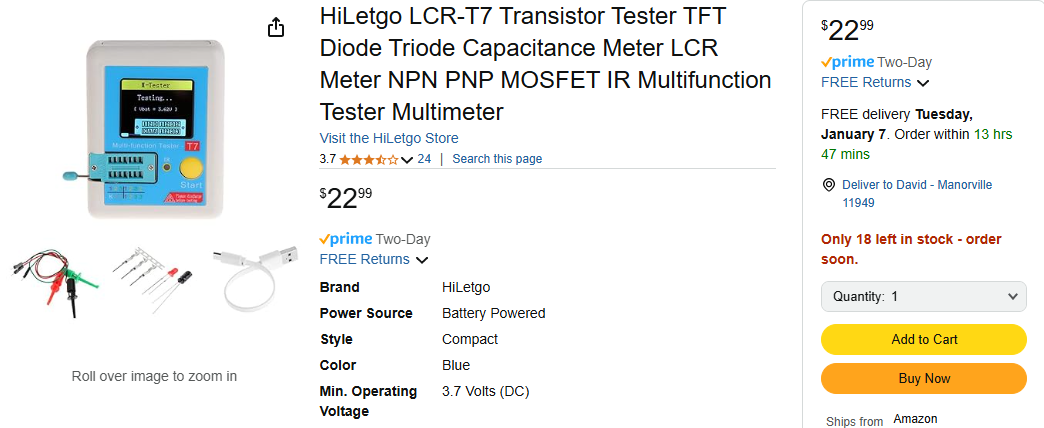 HiLetgo LCR-T7 Transistor Tester TFT
Diode Triode Capacitance Meter LCR
Meter NPN PNP MOSFET IR Multifunction
Tester Multimeter
Visit the HiLetgo Store
3.7 24 | Search this page
$22 99
prime Two-Day
FREE Returns
Brand HiLetgo
Power Source Battery Powered
Style Compact
Color Blue
Min. Operating Voltage 3.7 Volts (DC)
X-Tester
Testing...
Multi-function Tester T7
IR
Start
Roll over image to zoom in
$22 99
prime Two-Day
FREE Returns
FREE delivery Tuesday,
January 7. Order within 13 hrs
47 mins
Deliver to David - Manorville
11949
Only 18 left in stock - order
soon.
Quantity: 1
Add to Cart
Buy Now
Ships from Amazon